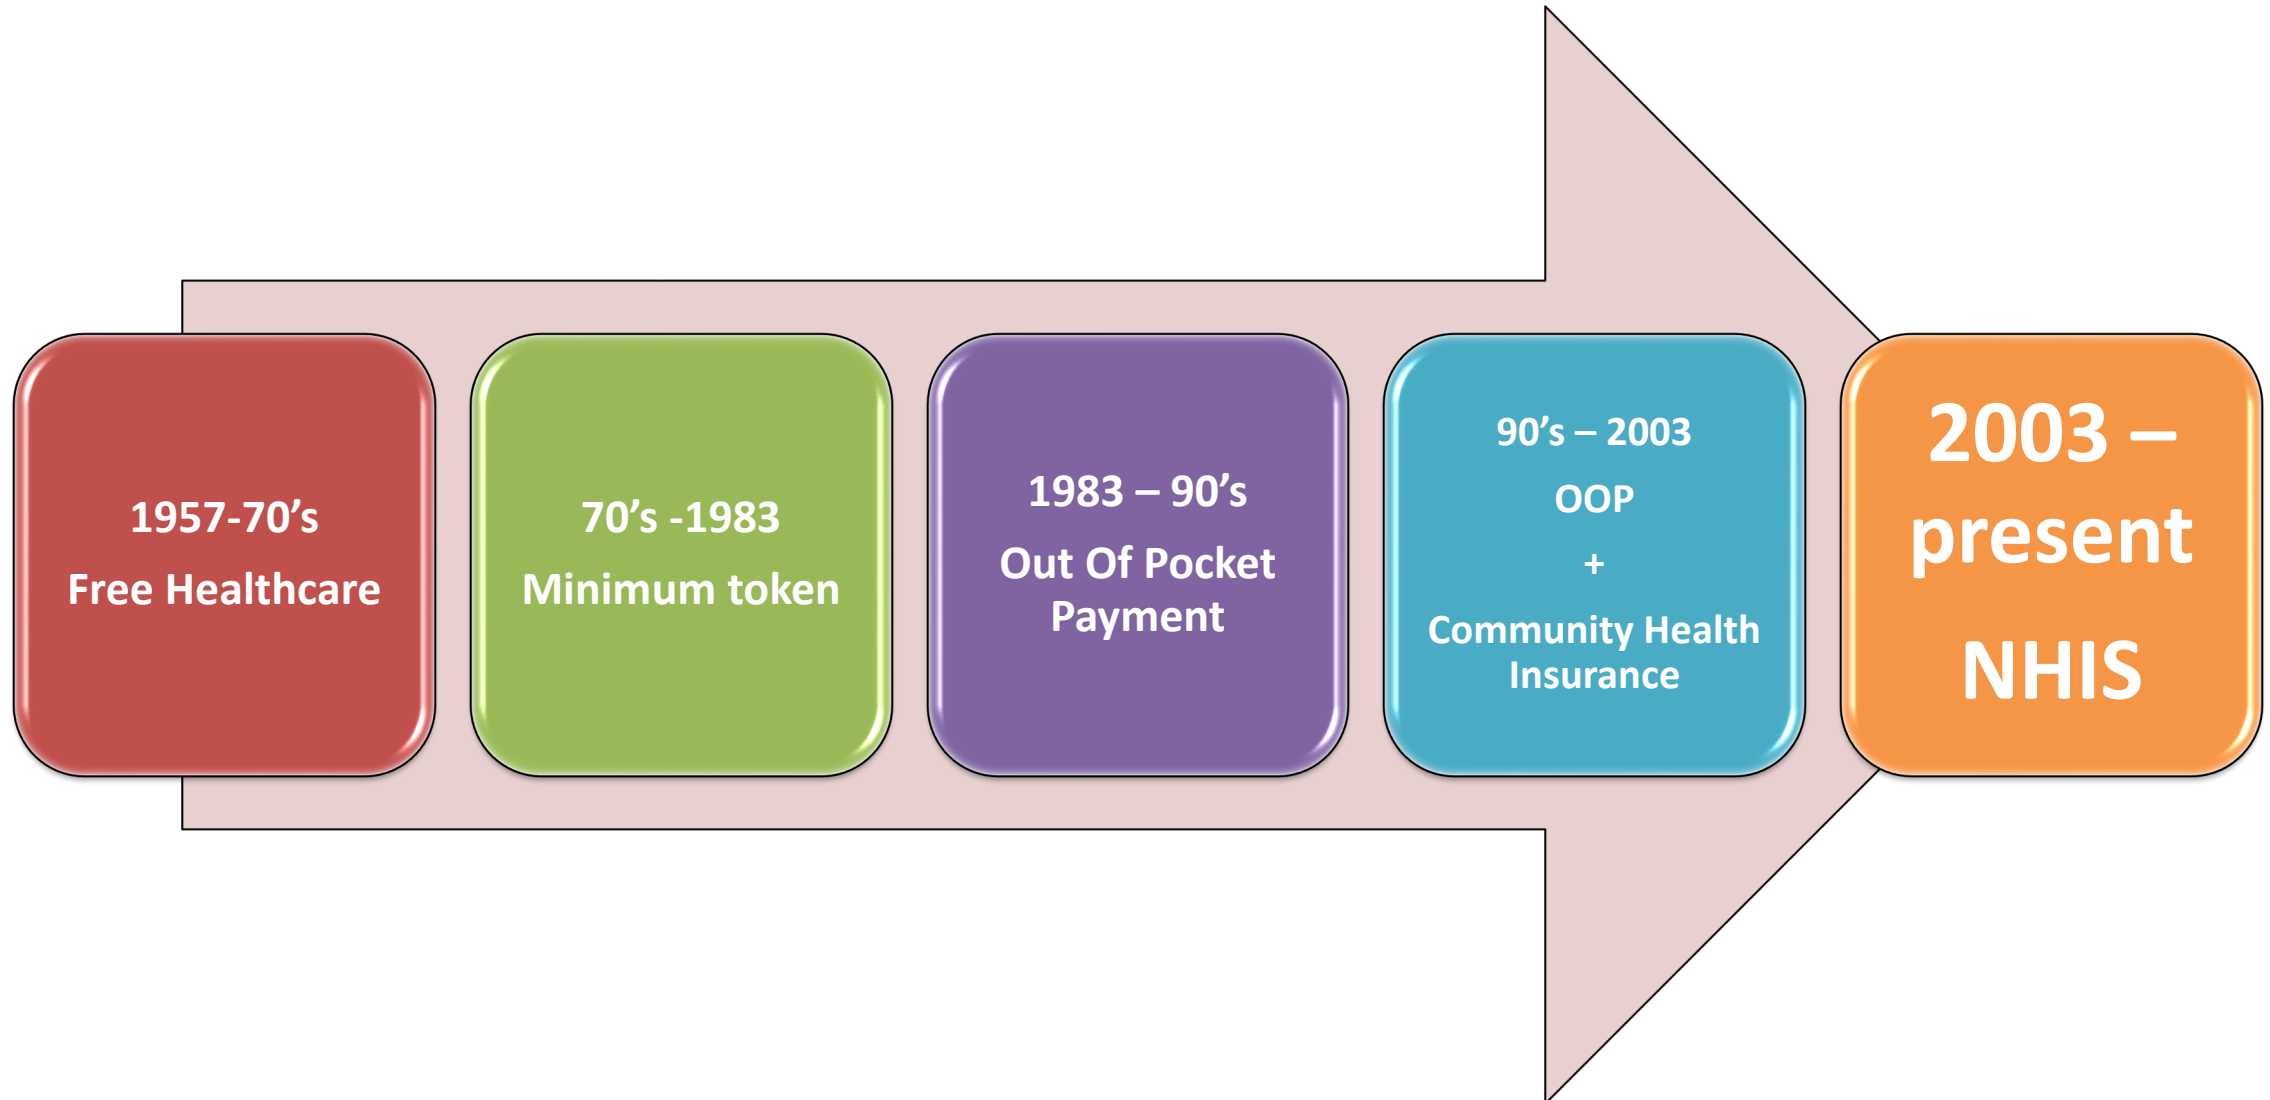 1957-70’s
Free Healthcare
70’s -1983
Minimum token
1983 – 90’s
Out Of Pocket
Payment
90’s – 2003
OOP
+
Community Health
Insurance
2003 –
present
NHIS